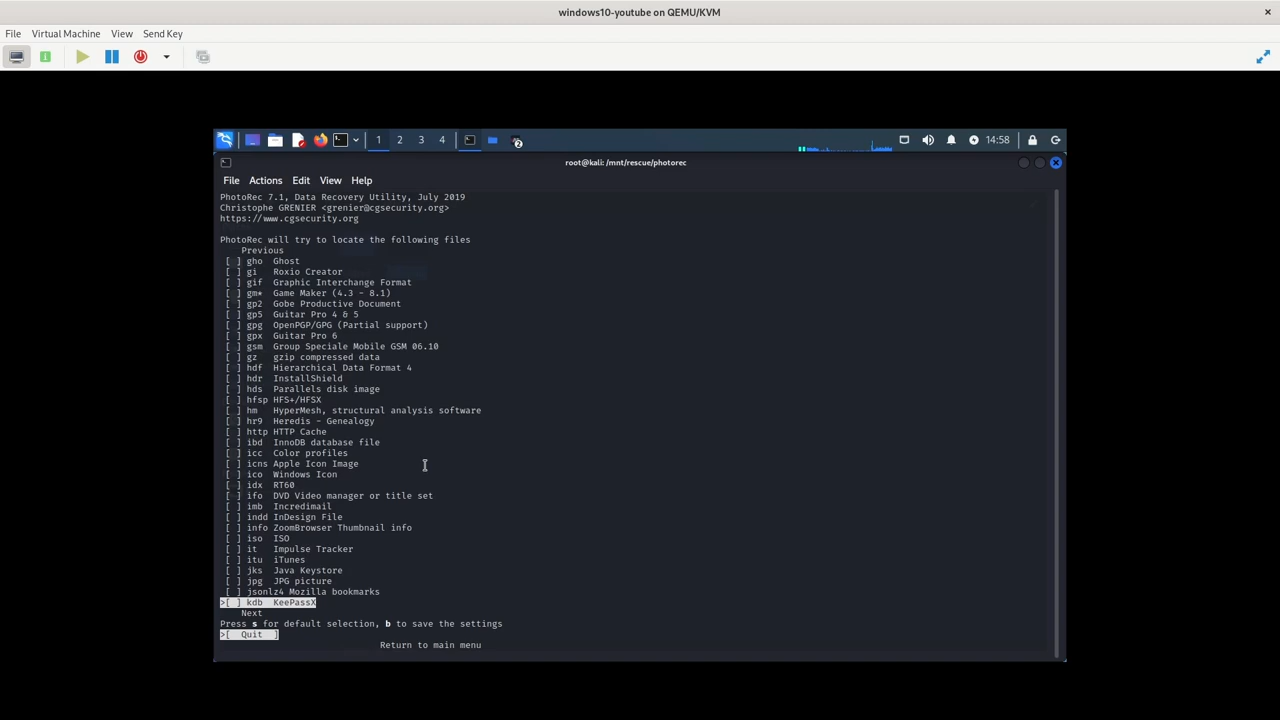 windows10-youtube on QEMU/KVM
File Virtual Machine View Send Key
1 2 3 4 2 14:58
root@kali: /mnt/rescue/photorec
File Actions Edit View Help
PhotoRec 7.1, Data Recovery Utility, July 2019
Christophe GRENIER <grenier@cgsecurity.org>
https://www.cgsecurity.org
PhotoRec will try to locate the following files
Previous
[ ] gho Ghost
[ ] gi Roxio Creator
[ ] gif Graphic Interchange Format
[ ] gm* Game Maker (4.3 - 8.1)
[ ] gp2 Gobe Productive Document
[ ] gp5 Guitar Pro 4 & 5
[ ] gpg OpenPGP/GPG (Partial support)
[ ] gpx Guitar Pro 6
[ ] gsm Group Speciale Mobile GSM 06.10
[ ] gz gzip compressed data
[ ] hdf Hierarchical Data Format 4
[ ] hdr InstallShield
[ ] hds Parallels disk image
[ ] hfsp HFS+/HFSX
[ ] hm HyperMesh, structural analysis software
[ ] hr9 Heredis - Genealogy
[ ] http HTTP Cache
[ ] ibd InnoDB database file
[ ] icc Color profiles
[ ] icns Apple Icon Image
[ ] ico Windows Icon
[ ] idx RT60
[ ] ifo DVD Video manager or title set
[ ] imb Incredimail
[ ] indd InDesign File
[ ] info ZoomBrowser Thumbnail info
[ ] iso ISO
[ ] it Impulse Tracker
[ ] itu iTunes
[ ] jks Java Keystore
[ ] jpg JPG picture
[ ] jsonlz4 Mozilla bookmarks
>[ ] kdb KeePassX
Next
Press s for default selection, b to save the settings
>[ Quit ]
Return to main menu